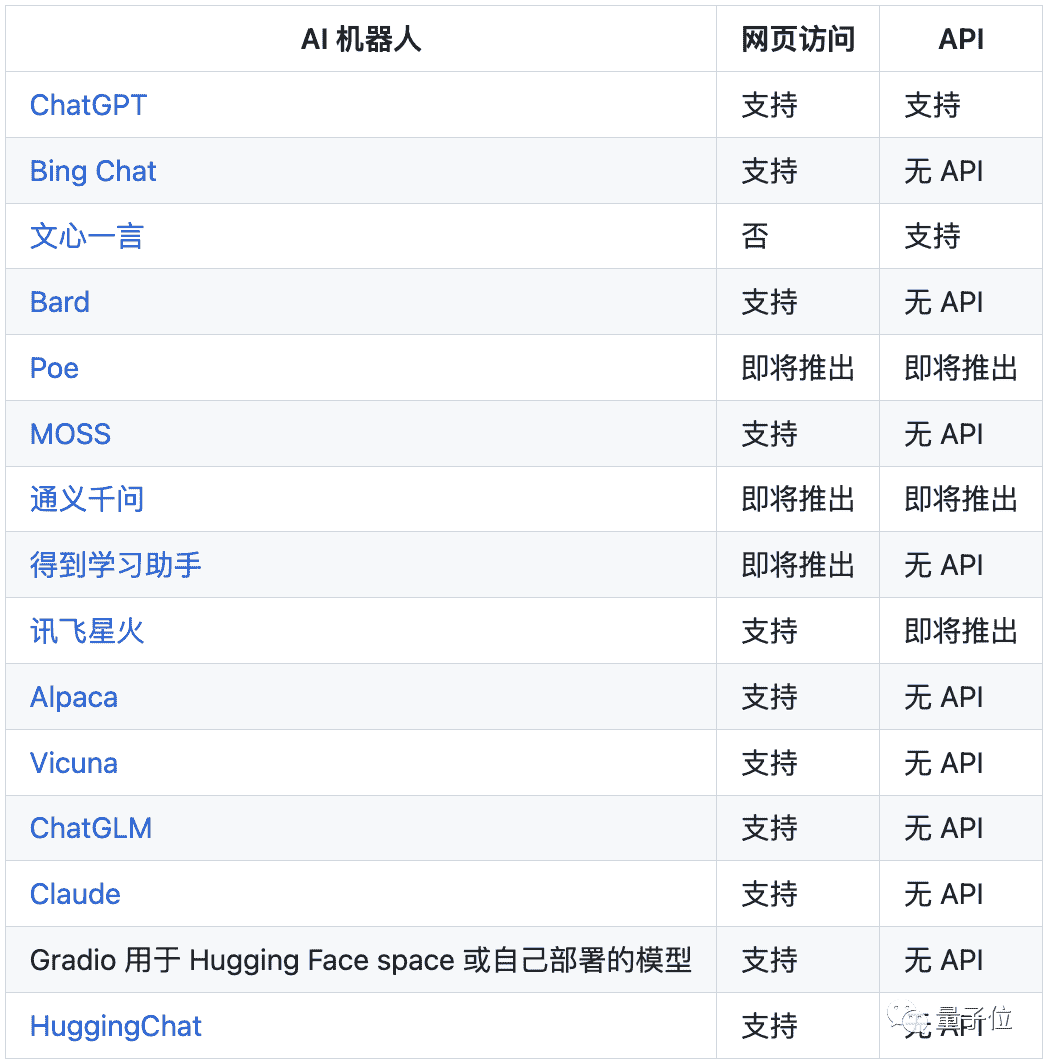 AI 机器人 网页访问 API
ChatGPT 支持 支持
Bing Chat 支持 无 API
文心一言 否 支持
Bard 支持 无 API
Poe 即将推出 即将推出
MOSS 支持 无 API
通义千问 即将推出 即将推出
得到学习助手 即将推出 无 API
讯飞星火 支持 即将推出
Alpaca 支持 无 API
Vicuna 支持 无 API
ChatGLM 支持 无 API
Claude 支持 无 API
Gradio 用于 Hugging Face space 或自己部署的模型 支持 无 API
HuggingChat 支持 无 API
量子位